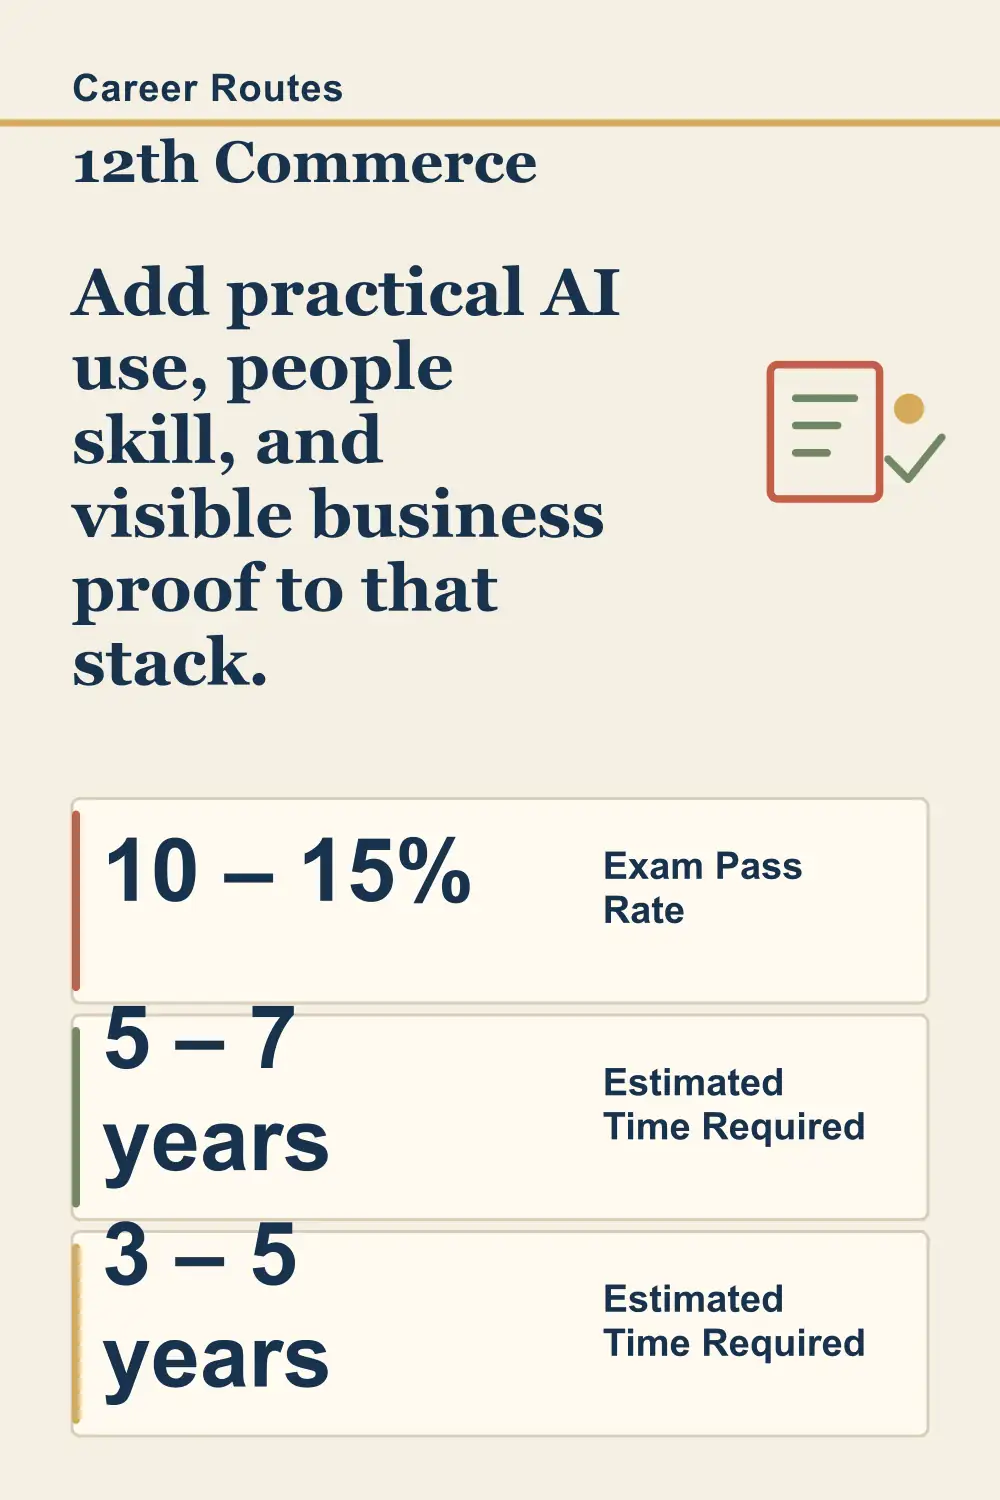 Career Routes
12th Commerce
Add practical AI
use, people
skill, and
visible business
proof to that
stack.
10 – 15%
Exam Pass
Rate
5 – 7
years
Estimated
Time Required
3 – 5
years
Estimated
Time Required